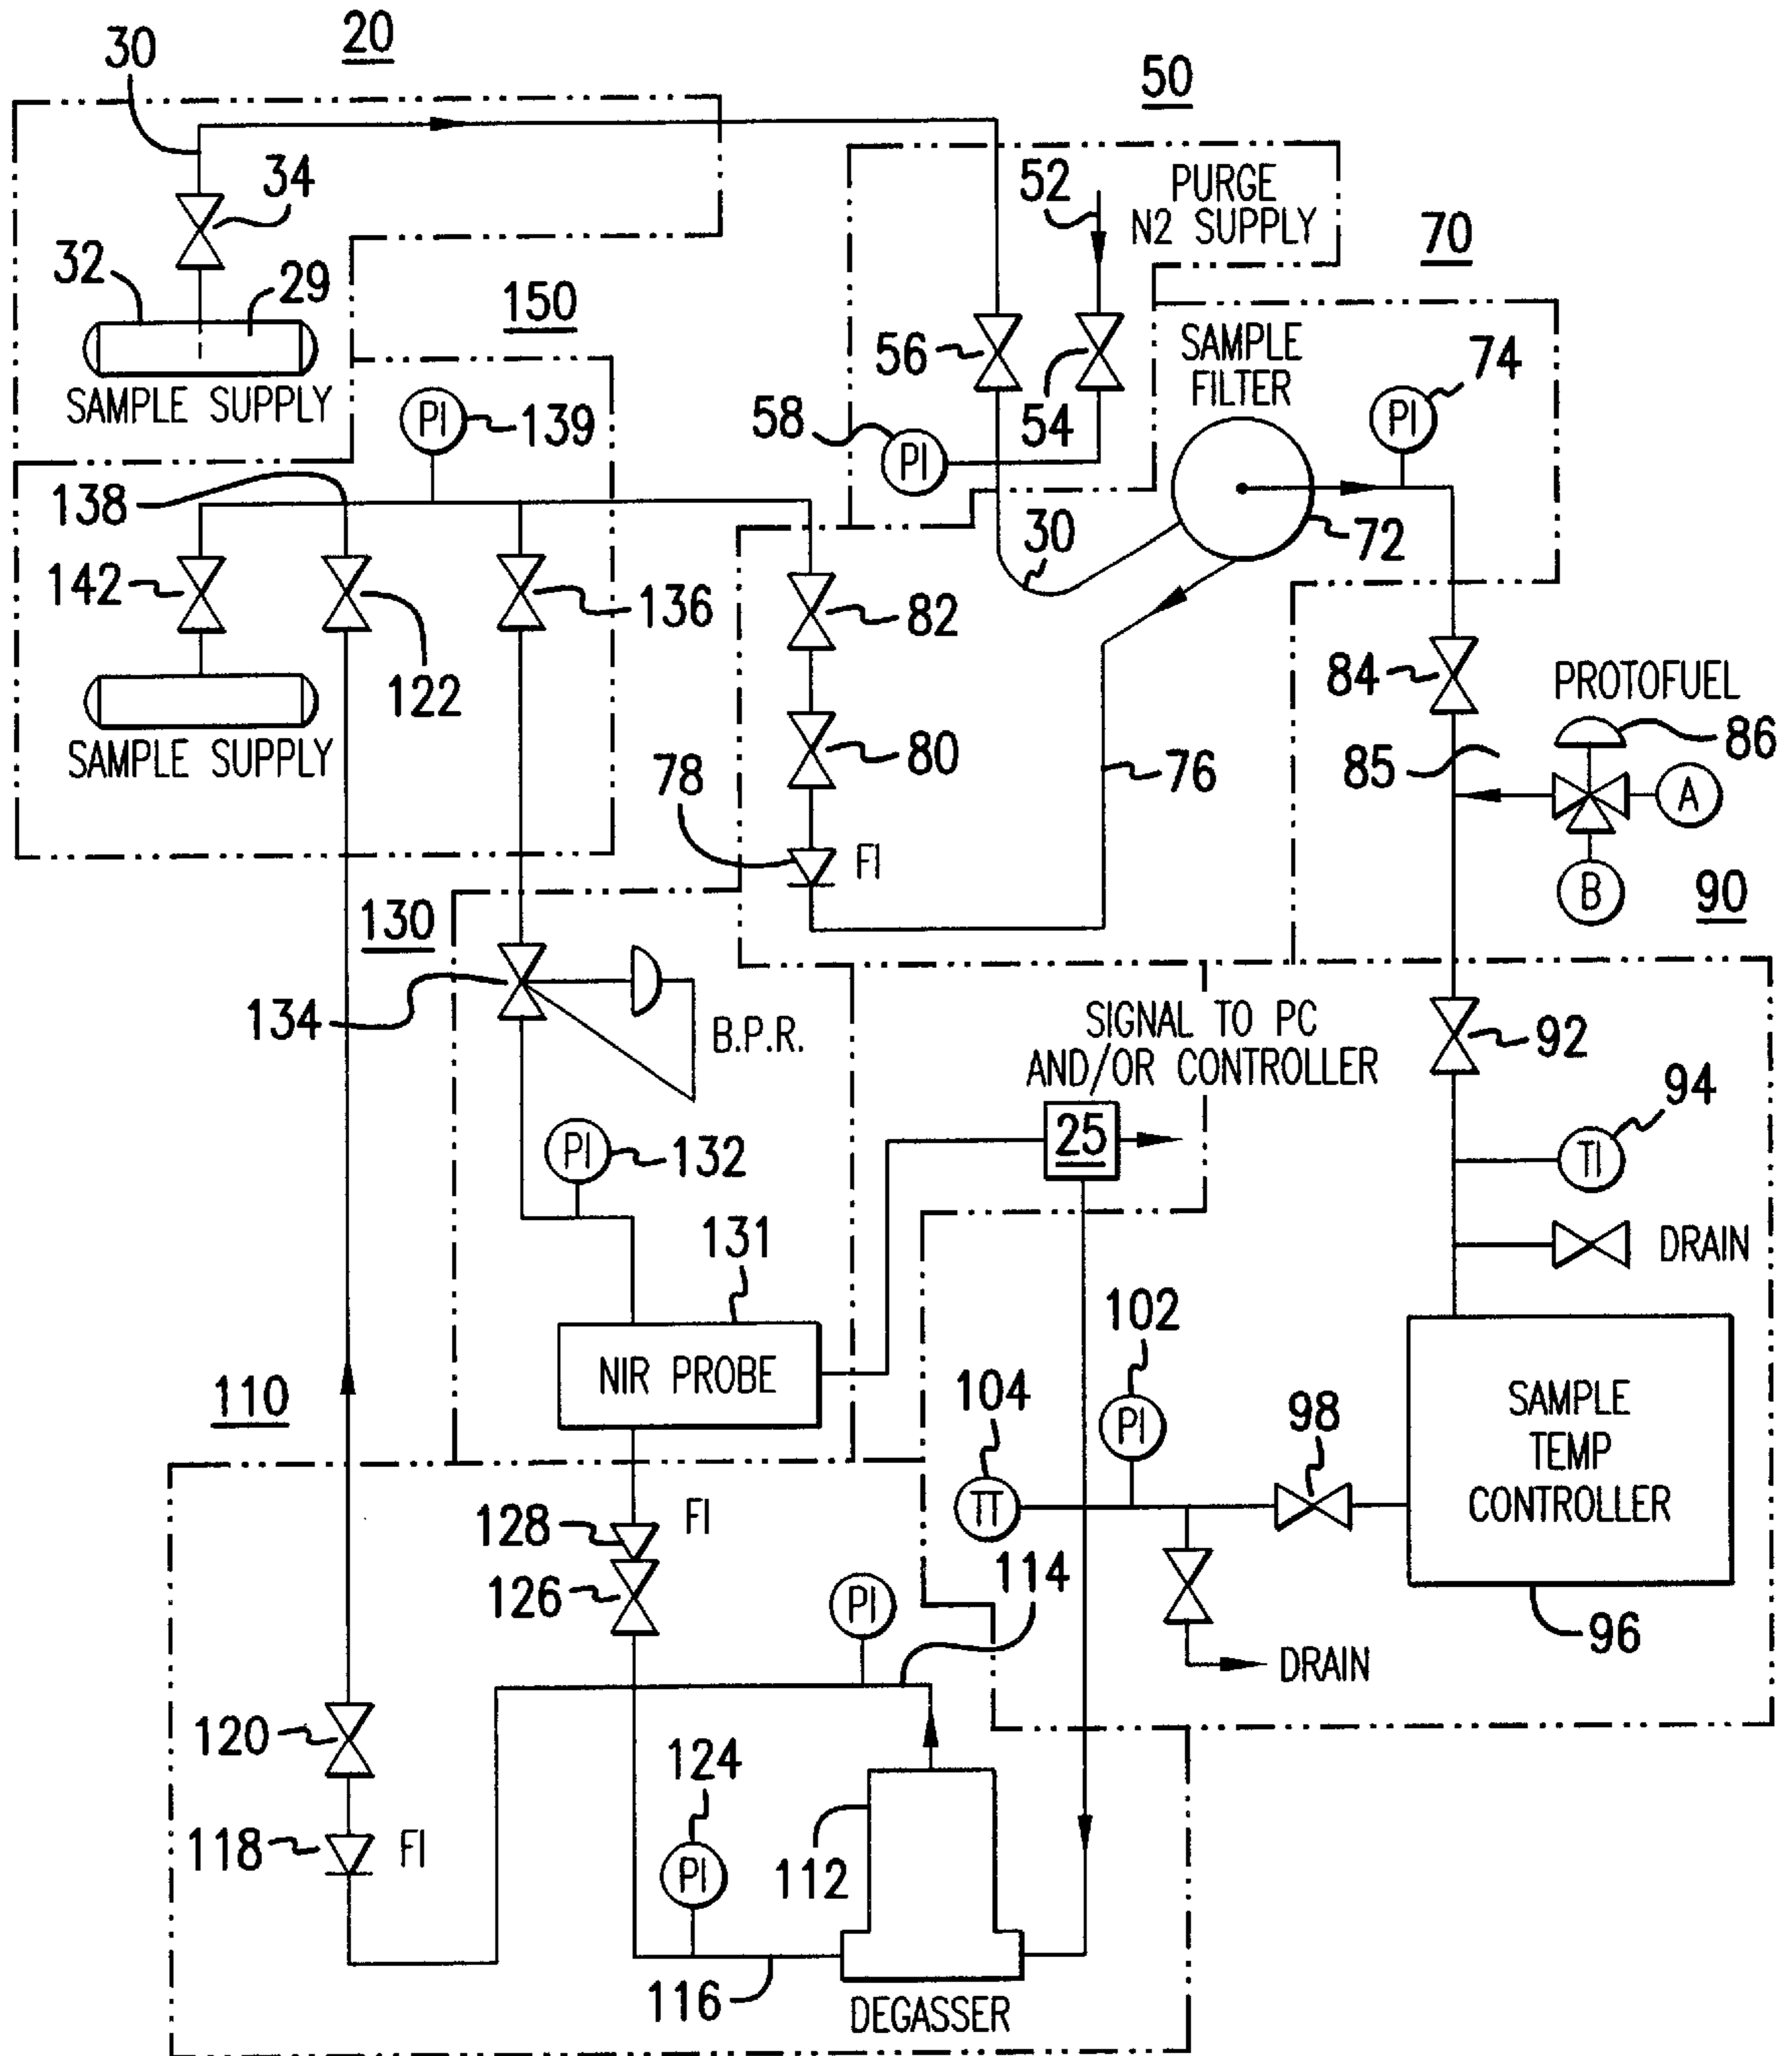 20
30
50
34
52
PURGE
N2 SUPPLY
70
32
29
150
SAMPLE SUPPLY
56
54
SAMPLE
FILTER
74
PI
PI
139
58
PI
138
30
72
142
122
136
82
84
PROTOFUEL
86
85
A
B
SAMPLE SUPPLY
80
76
78
FI
90
130
134
B.P.R.
SIGNAL TO PC
AND/OR CONTROLLER
25
92
94
TI
PI
132
DRAIN
131
NIR PROBE
102
PI
104
TT
98
SAMPLE
TEMP
CONTROLLER
96
110
128
FI
126
114
PI
DRAIN
120
124
PI
118
FI
112
116
DEGASSER